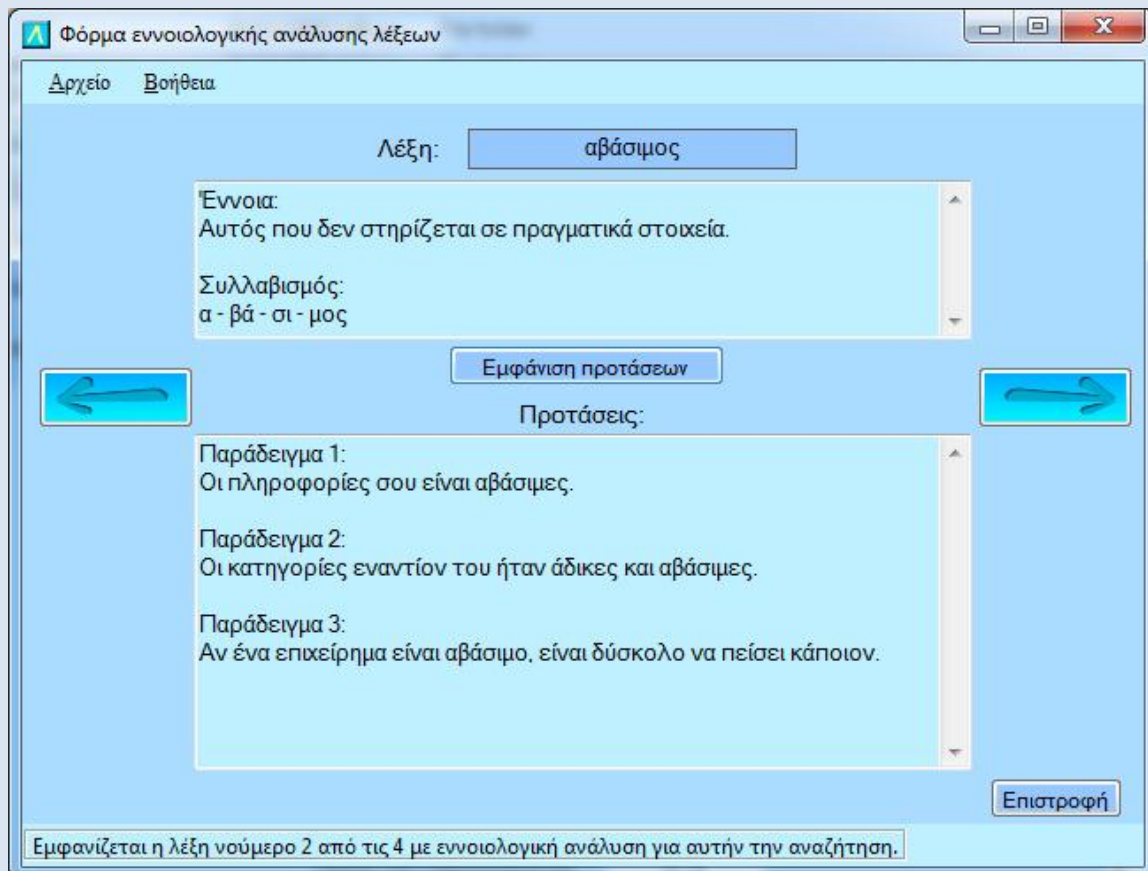 Φόρμα εννοιολογικής ανάλυσης λέξεων
Αρχείο Βοήθεια
Λέξη: αβάσιμος
Έννοια:
Αυτός που δεν στηρίζεται σε πραγματικά στοιχεία.
Συλλαβισμός:
α - βά - σι - μος
Εμφάνιση προτάσεων
Προτάσεις:
Παράδειγμα 1:
Οι πληροφορίες σου είναι αβάσιμες.
Παράδειγμα 2:
Οι κατηγορίες εναντίον του ήταν άδικες και αβάσιμες.
Παράδειγμα 3:
Αν ένα επιχείρημα είναι αβάσιμο, είναι δύσκολο να πείσει κάποιον.
Επιστροφή
Εμφανίζεται η λέξη νούμερο 2 από τις 4 με εννοιολογική ανάλυση για αυτήν την αναζήτηση.